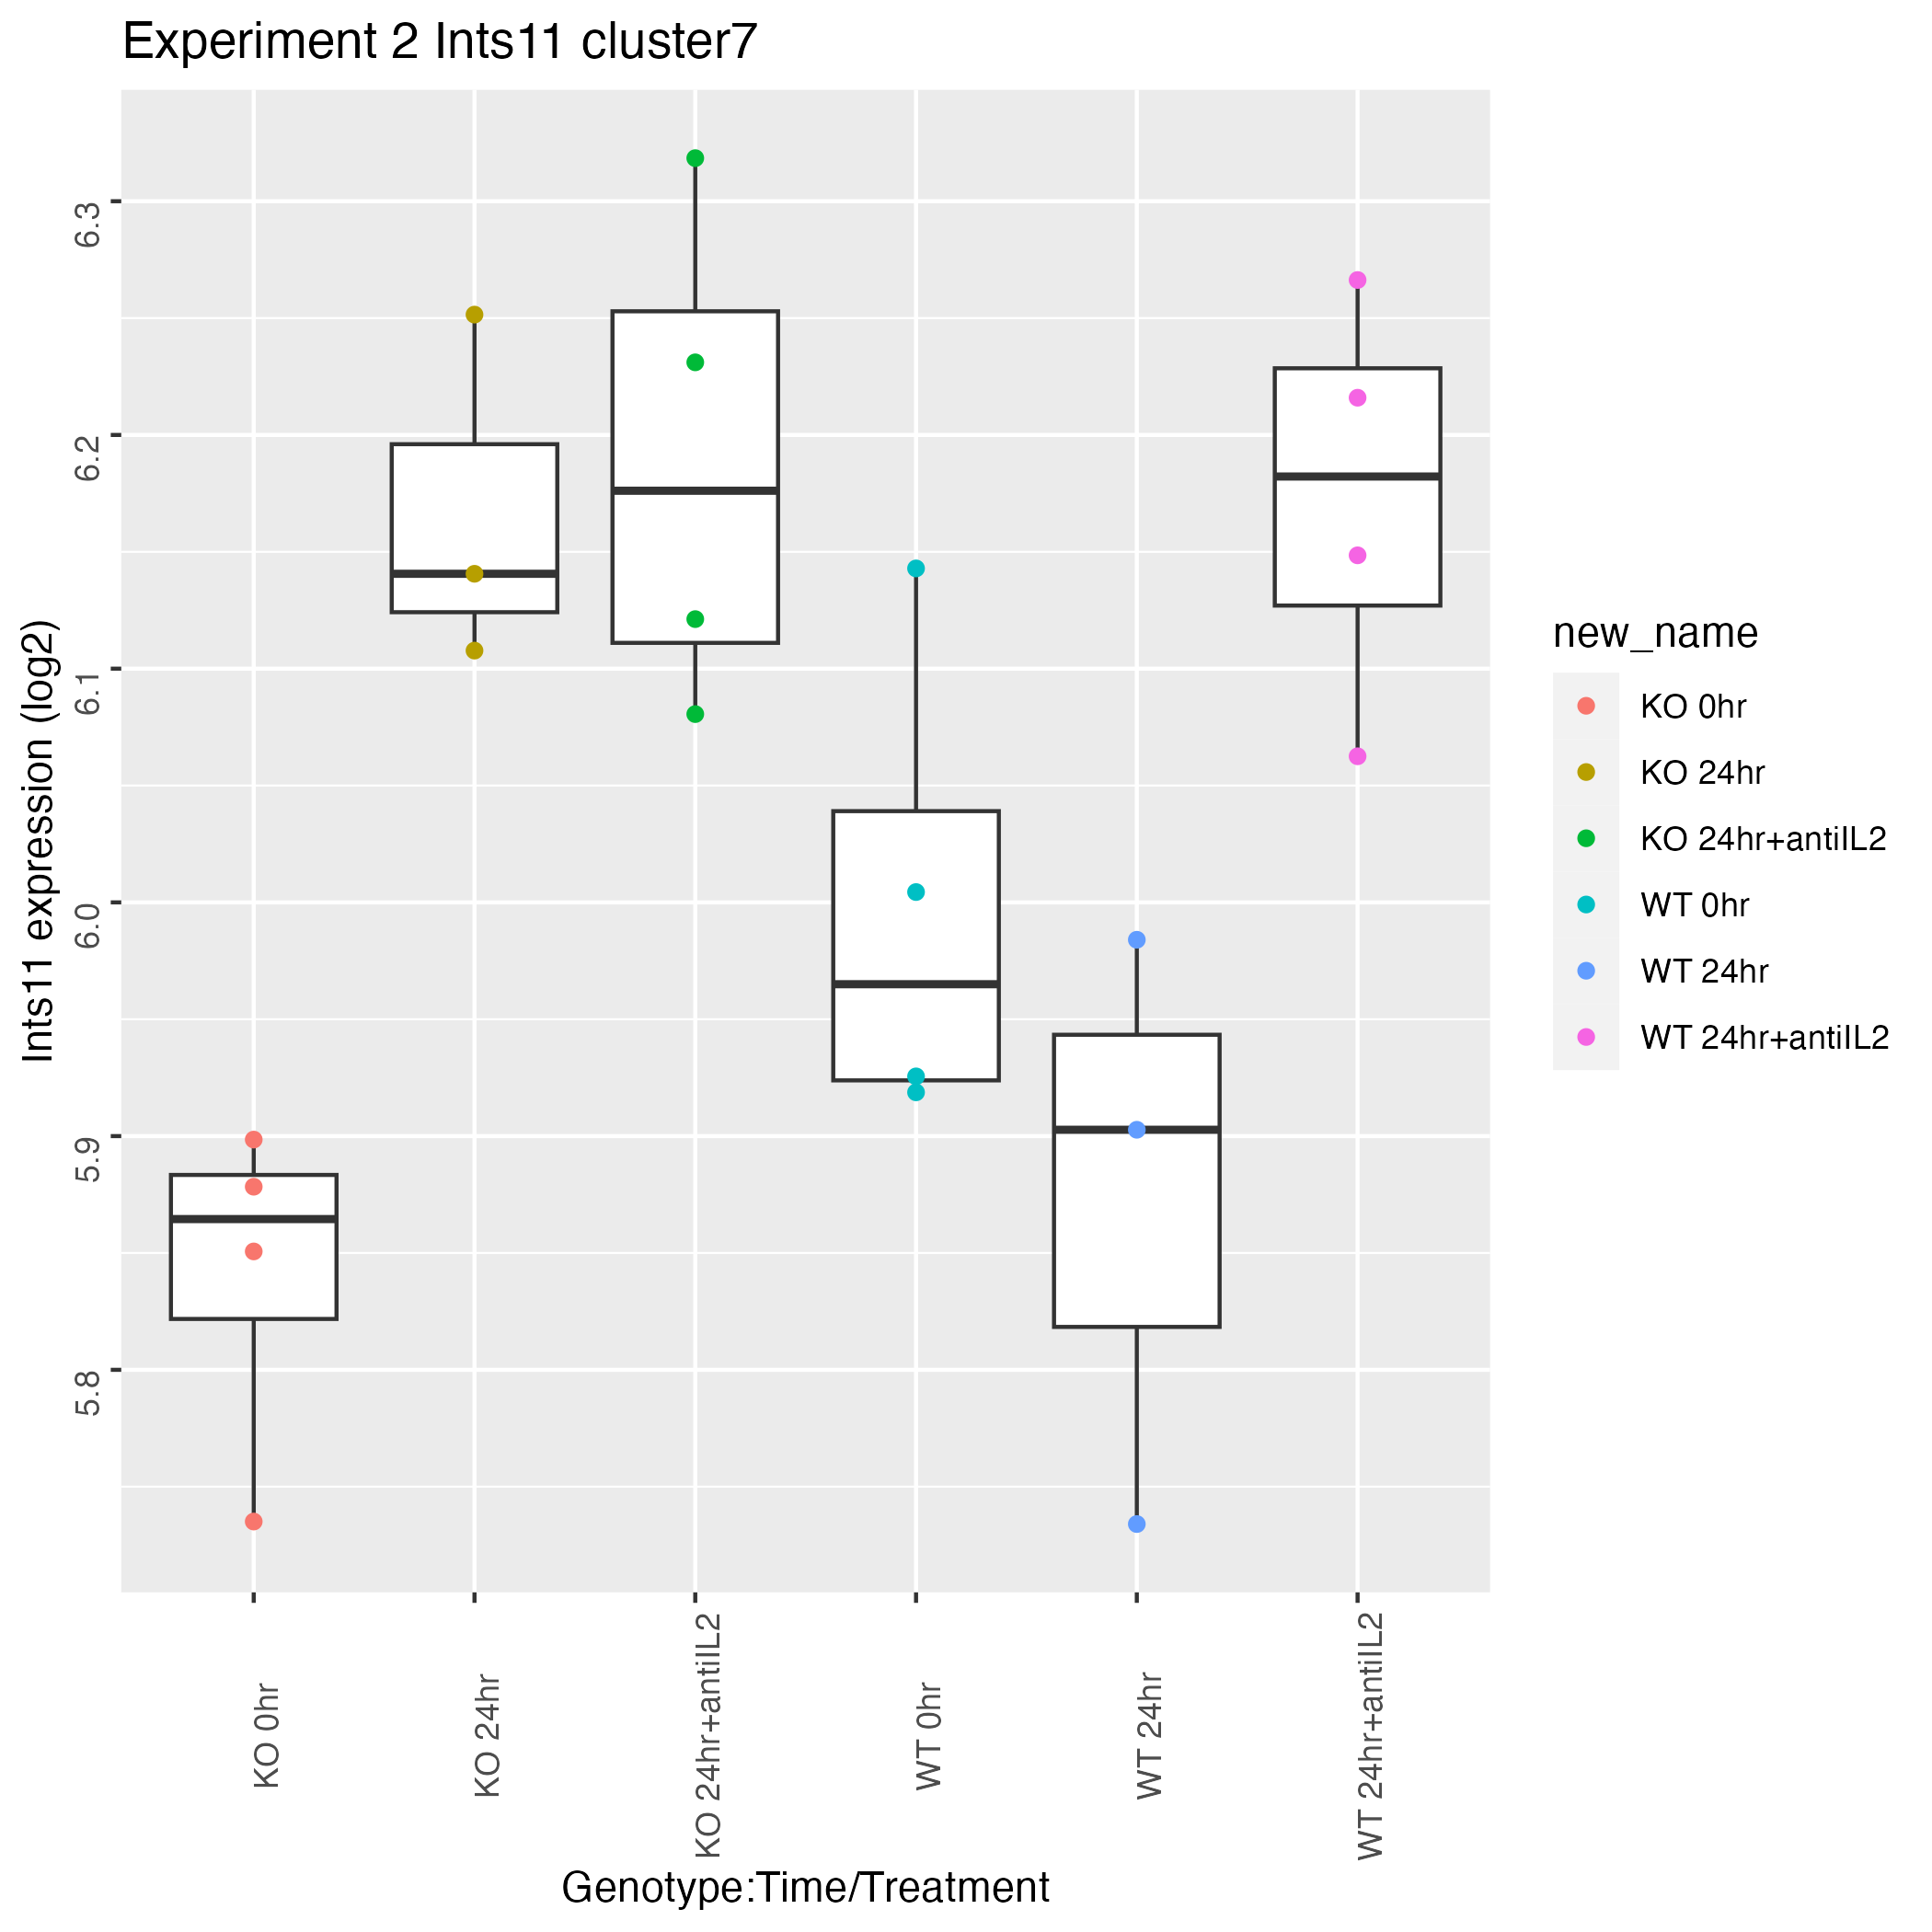 Experiment 2 Ints11 cluster7
Ints11 expression (log2)
6.3
6.2
6.1
6.0
5.9
5.8
KO 0hr
KO 24hr
KO 24hr+antiIL2
WT 0hr
WT 24hr
WT 24hr+antiIL2
Genotype:Time/Treatment
new_name
KO 0hr
KO 24hr
KO 24hr+antiIL2
WT 0hr
WT 24hr
WT 24hr+antiIL2